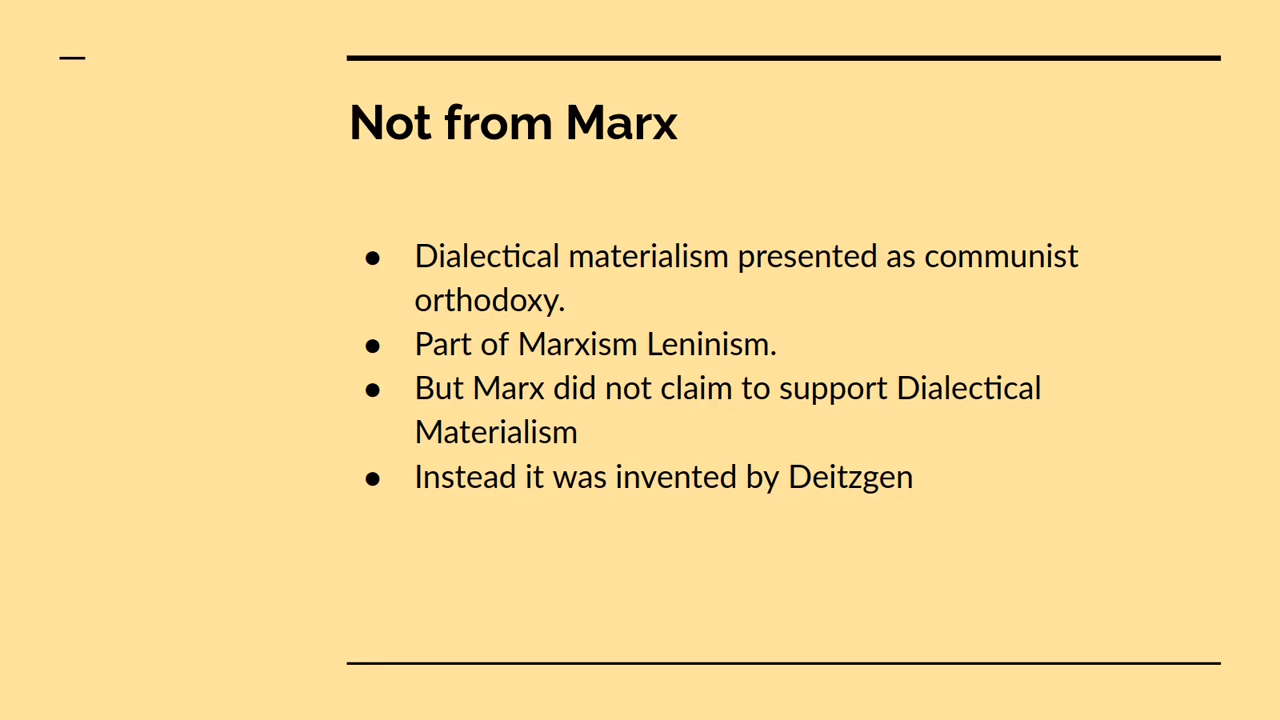 Not from Marx
● Dialectical materialism presented as communist
orthodoxy.
● Part of Marxism Leninism.
● But Marx did not claim to support Dialectical
Materialism
● Instead it was invented by Deitzgen